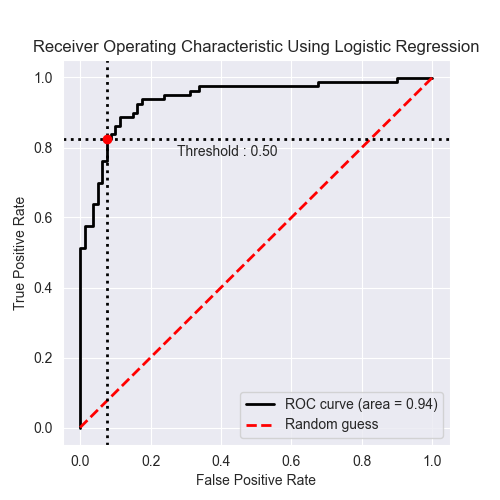 Receiver Operating Characteristic Using Logistic Regression
1.0
0.8
0.6
0.4
0.2
0.0
True Positive Rate
Threshold : 0.50
ROC curve (area = 0.94)
Random guess
0.0 0.2 0.4 0.6 0.8 1.0
False Positive Rate